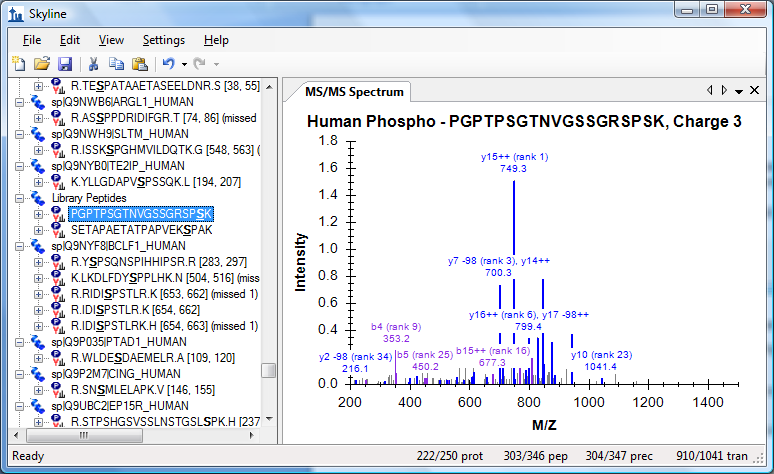 Skyline
File Edit View Settings Help
R.TESPATAAETASEELDNR.S [38, 55]
sp|Q9NWB6|ARGL1_HUMAN
R.ASPPDRIDIFGR.T [74, 86] (missed
sp|Q9NWH9|SLTM_HUMAN
R.ISSKSPGHMVILDQTK.G [548, 563] (
sp|Q9NYB0|TE2IP_HUMAN
K.YLLGDAPVSPSSQK.L [194, 207]
Library Peptides
PGPTPSGTNVGSSGRSPSK
SETAPAETATPAPVEKSPAK
sp|Q9NYF8|BCLF1_HUMAN
R.YSPSQNSPIHHIPSR.R [283, 297]
K.LKDLFDYSPPLHK.N [504, 516] (miss
R.RIDISPSTLR.K [653, 662] (missed 1)
R.IDISPSTLR.K [654, 662]
R.IDISPSTLRK.H [654, 663] (missed 1)
sp|Q9P035|PTAD1_HUMAN
R.WLDESDAEMELR.A [109, 120]
sp|Q9P2M7|CING_HUMAN
R.SNSMLELAPK.V [146, 155]
sp|Q9UBC2|EP15R_HUMAN
R.STPSHGSVSSLNSTGSLSPK.H [237
MS/MS Spectrum
Human Phospho - PGPTPSGTNVGSSGRSPSK, Charge 3
Intensity
1.8
1.6
1.4
1.2
1.0
0.8
0.6
0.4
0.2
0.0
y15++ (rank 1)
749.3
y7 -98 (rank 3), y14++
700.3
y16++ (rank 6), y17 -98++
799.4
b4 (rank 9)
353.2
y2 -98 (rank 34)
216.1
b5 (rank 25)
450.2
b15++ (rank 16)
677.3
y10 (rank 23)
1041.4
200 400 600 800 1000 1200 1400
M/Z
Ready 222/250 prot 303/346 pep 304/347 prec 910/1041 tran